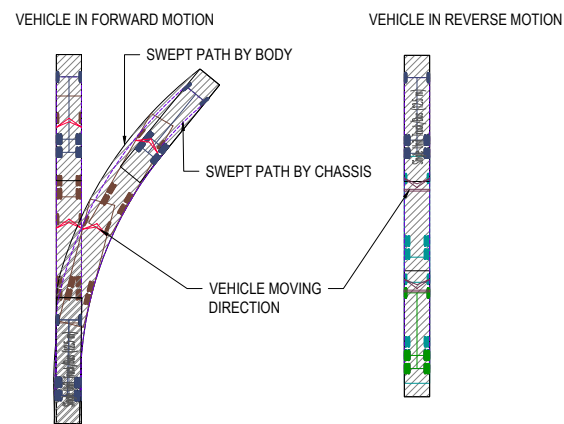 VEHICLE IN FORWARD MOTION
VEHICLE IN REVERSE MOTION
SWEPT PATH BY BODY
SWEPT PATH BY CHASSIS
VEHICLE MOVING
DIRECTION